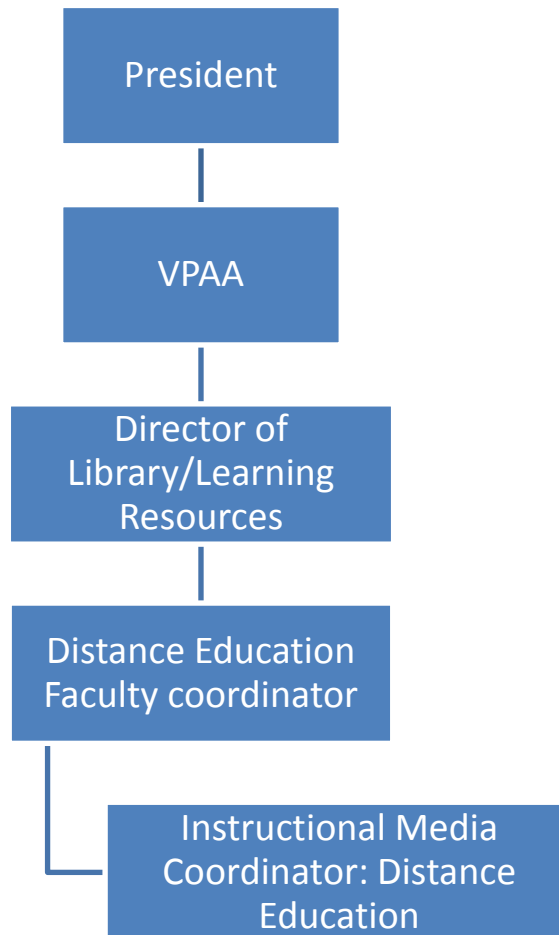 President
VPAA
Director of
Library/Learning
Resources
Distance Education
Faculty coordinator
Instructional Media
Coordinator: Distance
Education